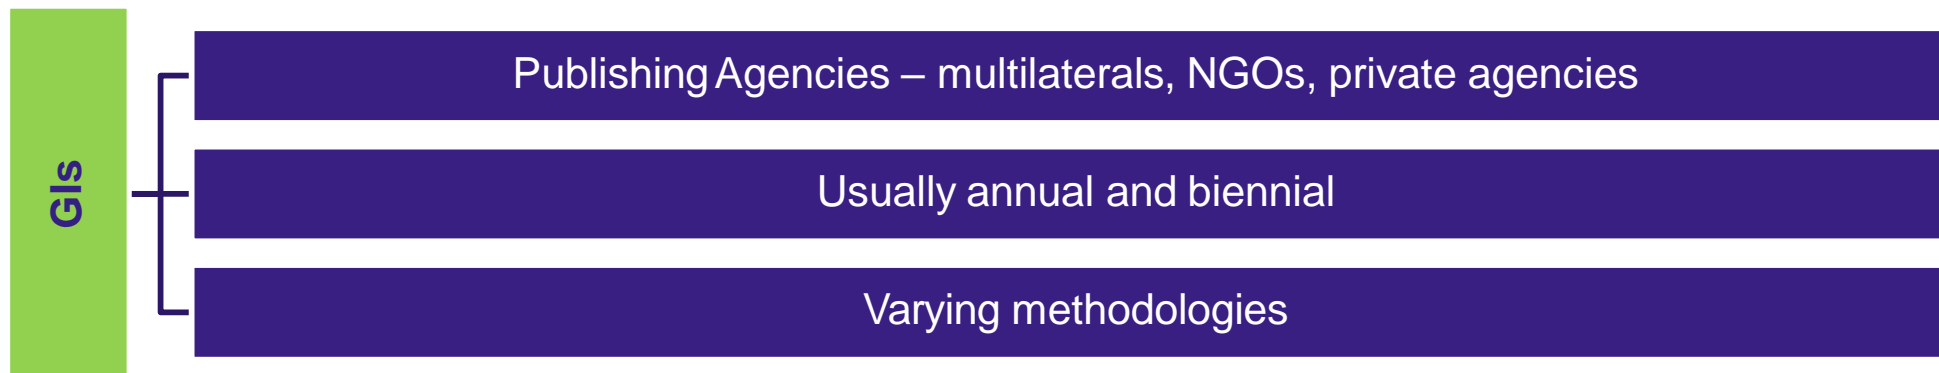 GIs
Publishing Agencies – multilaterals, NGOs, private agencies
Usually annual and biennial
Varying methodologies